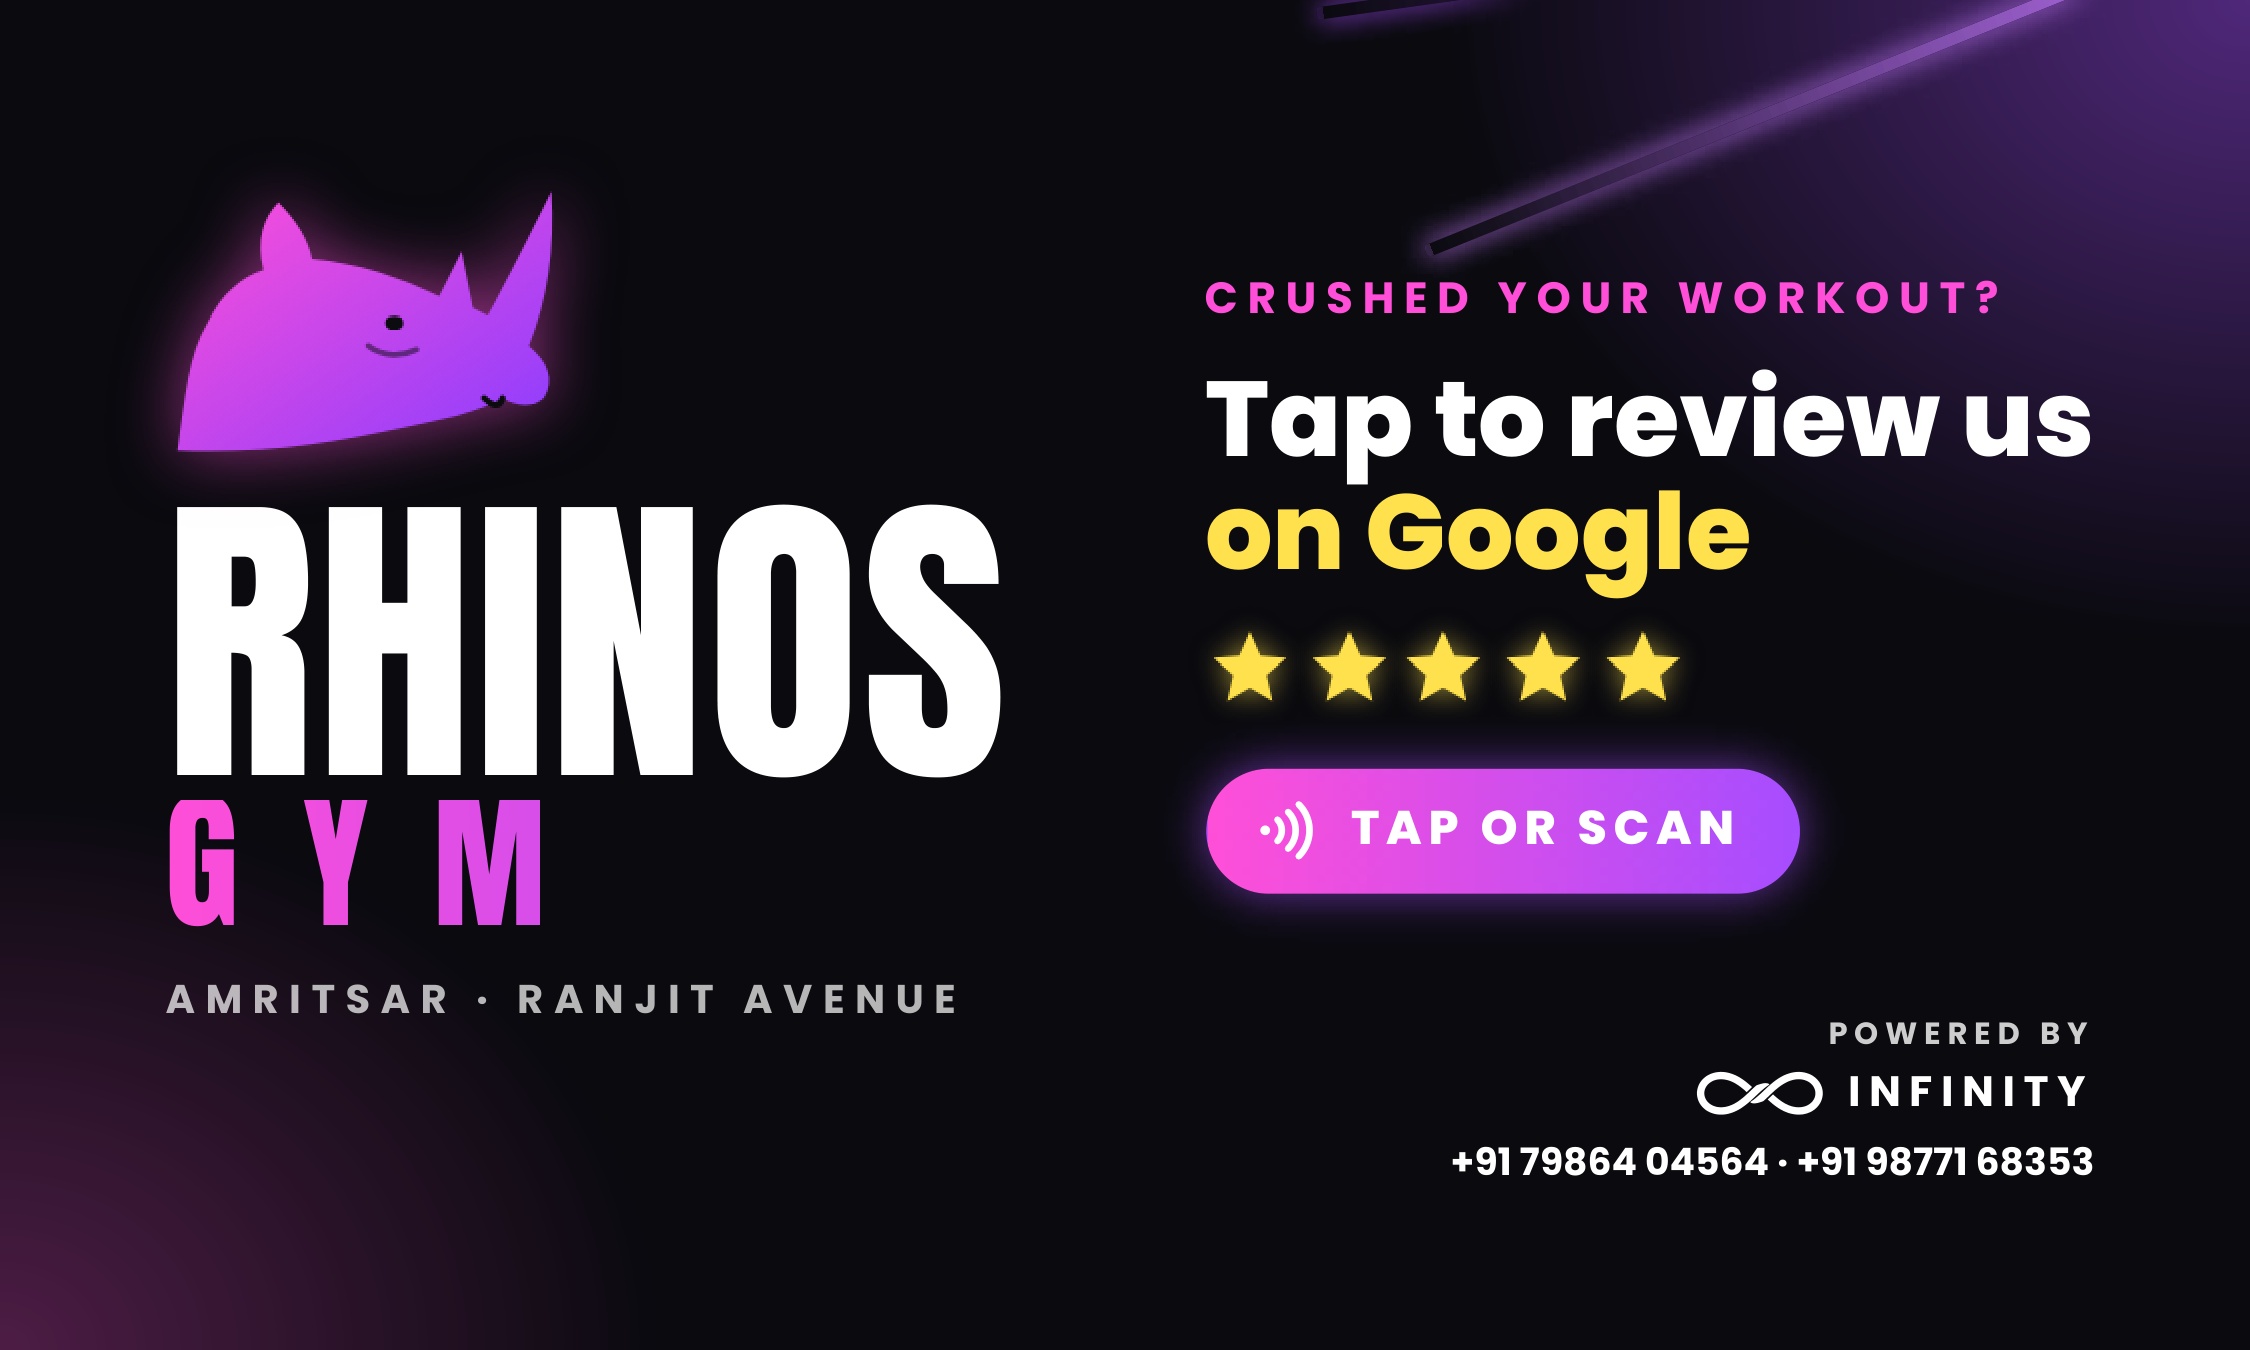 RHINOS
GYM
AMRITSAR · RANJIT AVENUE
CRUSHED YOUR WORKOUT?
Tap to review us
on Google
TAP OR SCAN
POWERED BY
INFINITY
+91 79864 04564 · +91 98771 68353